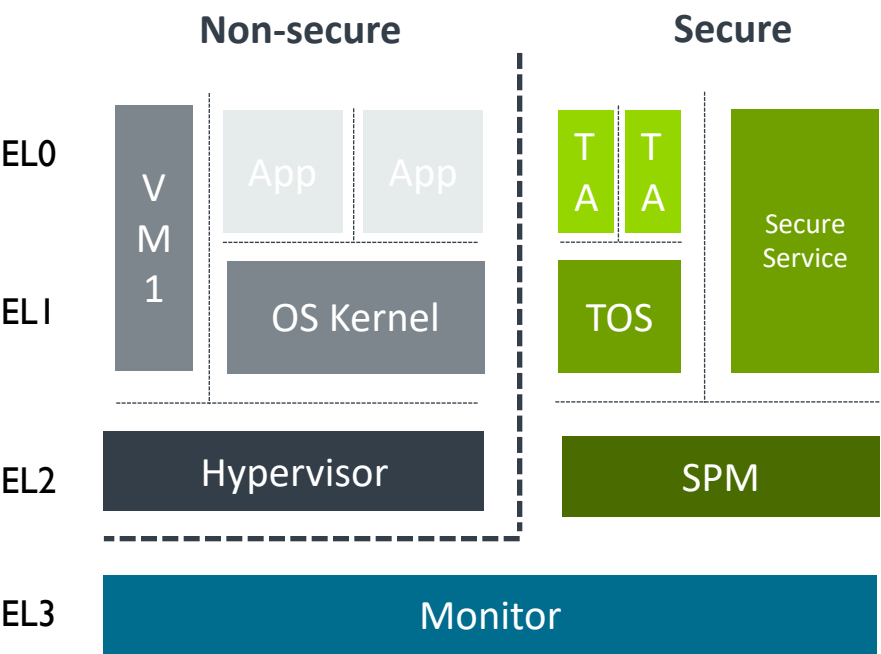 Non-secure
Secure
EL0
V
M
1
App
App
T
A
T
A
Secure
Service
EL1
OS Kernel
TOS
EL2
Hypervisor
SPM
EL3
Monitor